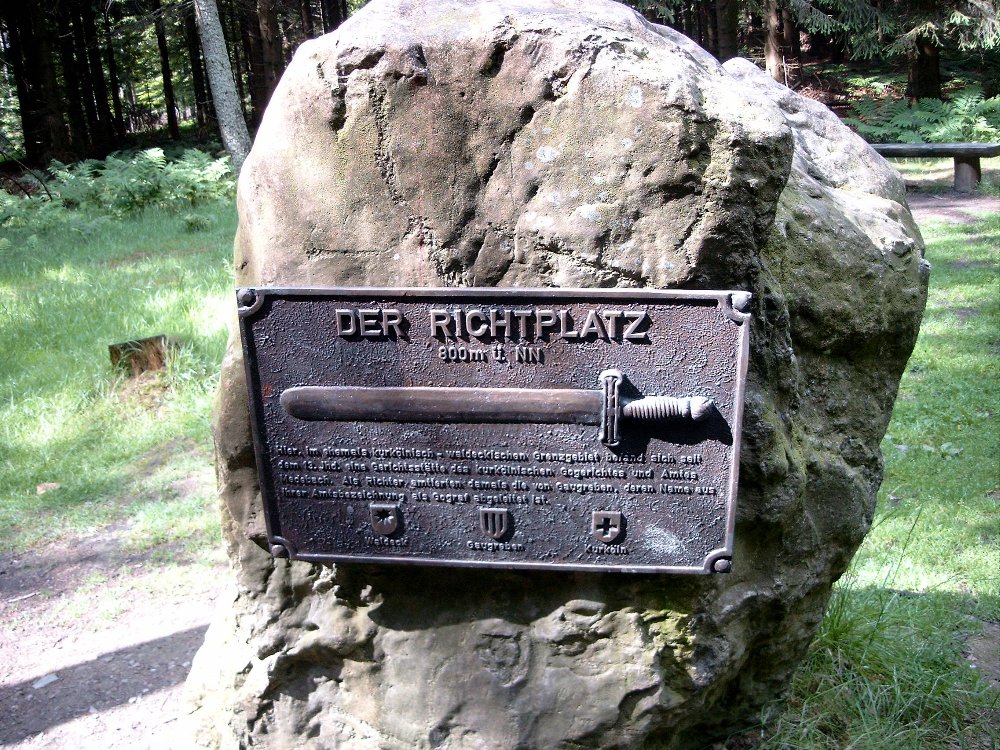 DER RICHTPLATZ
800m ü. NN
Hier, im ehemals kurkölnisch - waldeckischen Grenzgebiet befand sich seit
dem 13. Jhd. eine Gerichtsstätte des kurkölnischen Gogerichtes und Amtes
Medebach. Als Richter amtierten damals die von Gaugreben, deren Name aus
ihrer Amtsbezeichnung als Gograf abgeleitet ist.
Waldeck Gaugreben Kurköln